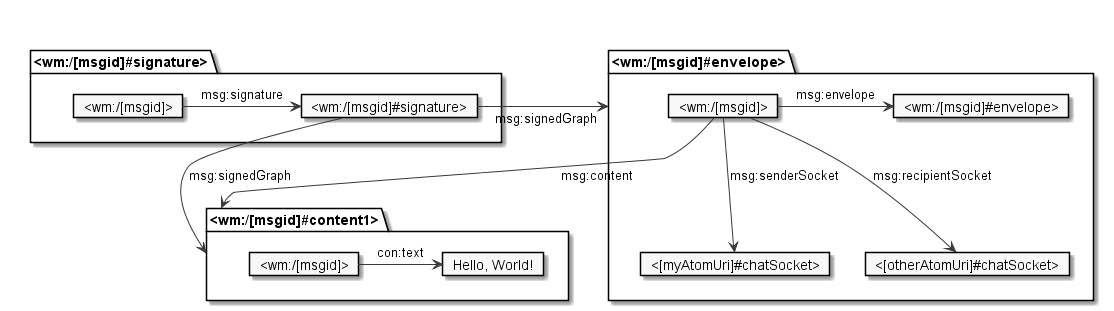 <wm:/[msgid]#signature>
<wm:/[msgid]#envelope>
msg:signature
msg:envelope
<wm:/[msgid]>
<wm:/[msgid]#signature>
<wm:/[msgid]>
<wm:/[msgid]#envelope>
msg:signedGraph
msg:signedGraph
msg:content
msg:senderSocket
msg:recipientSocket
<wm:/[msgid]#content1>
con:text
<wm:/[msgid]>
Hello, World!
<[myAtomUri]#chatSocket>
<[otherAtomUri]#chatSocket>